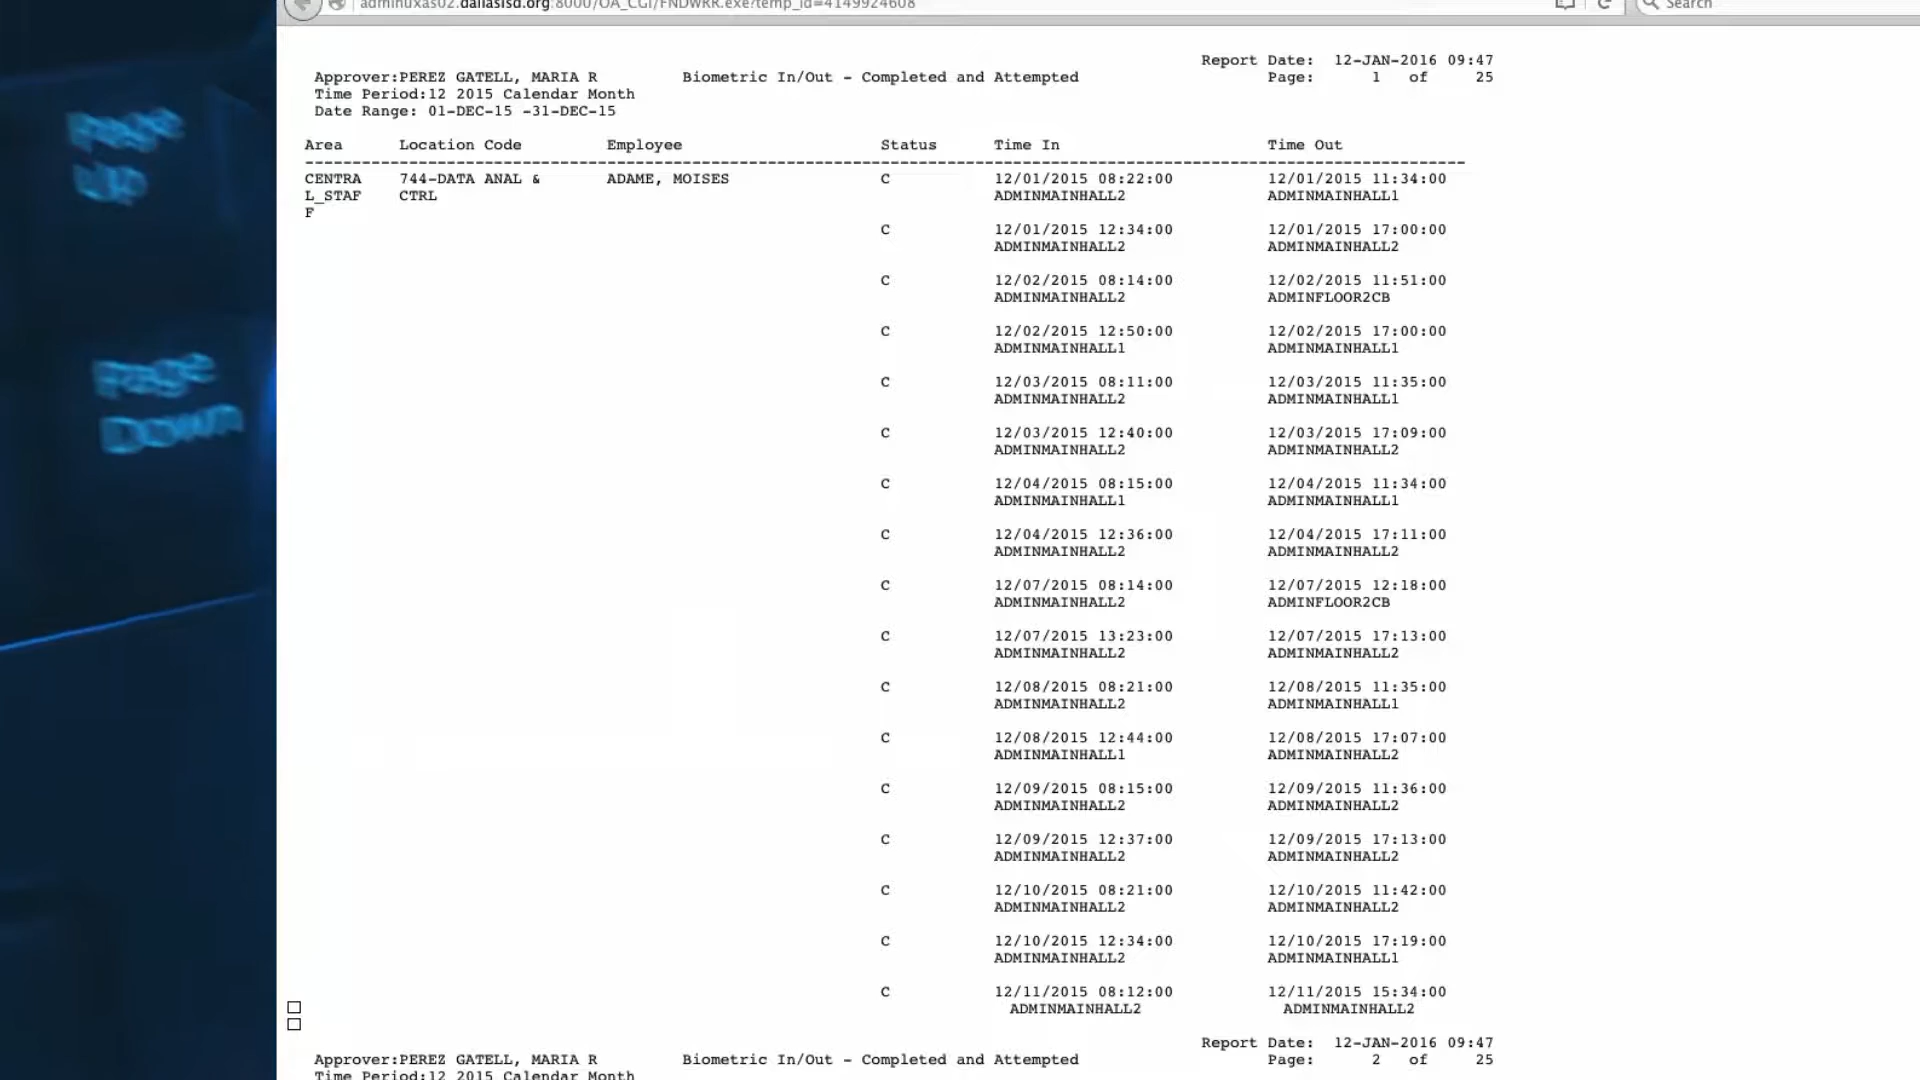 adminuxas02.dallasisd.org:8000/OA_CGI/FNDWRR.exe?temp_id=4149924608
Search
Report Date: 12-JAN-2016 09:47
Approver:PEREZ GATELL, MARIA R Biometric In/Out - Completed and Attempted Page: 1 of 25
Time Period:12 2015 Calendar Month
Date Range: 01-DEC-15 -31-DEC-15
Area Location Code Employee Status Time In Time Out
CENTRA 744-DATA ANAL & ADAME, MOISES C 12/01/2015 08:22:00 12/01/2015 11:34:00
L_STAF CTRL ADMINMAINHALL2 ADMINMAINHALL1
F
C 12/01/2015 12:34:00 12/01/2015 17:00:00
ADMINMAINHALL2 ADMINMAINHALL2
C 12/02/2015 08:14:00 12/02/2015 11:51:00
ADMINMAINHALL2 ADMINFLOOR2CB
C 12/02/2015 12:50:00 12/02/2015 17:00:00
ADMINMAINHALL1 ADMINMAINHALL1
C 12/03/2015 08:11:00 12/03/2015 11:35:00
ADMINMAINHALL2 ADMINMAINHALL1
C 12/03/2015 12:40:00 12/03/2015 17:09:00
ADMINMAINHALL2 ADMINMAINHALL2
C 12/04/2015 08:15:00 12/04/2015 11:34:00
ADMINMAINHALL1 ADMINMAINHALL1
C 12/04/2015 12:36:00 12/04/2015 17:11:00
ADMINMAINHALL2 ADMINMAINHALL2
C 12/07/2015 08:14:00 12/07/2015 12:18:00
ADMINMAINHALL2 ADMINFLOOR2CB
C 12/07/2015 13:23:00 12/07/2015 17:13:00
ADMINMAINHALL2 ADMINMAINHALL2
C 12/08/2015 08:21:00 12/08/2015 11:35:00
ADMINMAINHALL2 ADMINMAINHALL1
C 12/08/2015 12:44:00 12/08/2015 17:07:00
ADMINMAINHALL1 ADMINMAINHALL2
C 12/09/2015 08:15:00 12/09/2015 11:36:00
ADMINMAINHALL2 ADMINMAINHALL2
C 12/09/2015 12:37:00 12/09/2015 17:13:00
ADMINMAINHALL2 ADMINMAINHALL2
C 12/10/2015 08:21:00 12/10/2015 11:42:00
ADMINMAINHALL2 ADMINMAINHALL2
C 12/10/2015 12:34:00 12/10/2015 17:19:00
ADMINMAINHALL2 ADMINMAINHALL1
C 12/11/2015 08:12:00 12/11/2015 15:34:00
ADMINMAINHALL2 ADMINMAINHALL2
Report Date: 12-JAN-2016 09:47
Approver:PEREZ GATELL, MARIA R Biometric In/Out - Completed and Attempted Page: 2 of 25
Time Period:12 2015 Calendar Month
Page
Up
Page
Down